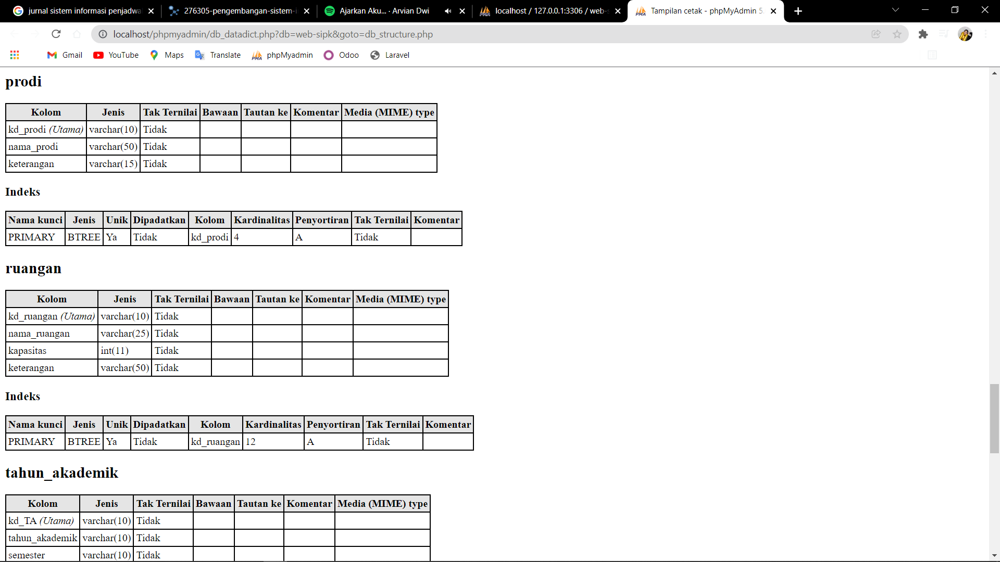 jurnal sistem informasi penjadwa
276305-pengembangan-sistem-i
Ajarkan Aku... · Arvian Dwi
localhost / 127.0.0.1:3306 / web-s
Tampilan cetak - phpMyAdmin 5.
localhost/phpmyadmin/db_datadict.php?db=web-sipk&goto=db_structure.php
Gmail YouTube Maps Translate phpMyadmin Odoo Laravel
prodi
Kolom Jenis Tak Ternilai Bawaan Tautan ke Komentar Media (MIME) type
kd_prodi (Utama) varchar(10) Tidak
nama_prodi varchar(50) Tidak
keterangan varchar(15) Tidak
Indeks
Nama kunci Jenis Unik Dipadatkan Kolom Kardinalitas Penyortiran Tak Ternilai Komentar
PRIMARY BTREE Ya Tidak kd_prodi 4 A Tidak
ruangan
Kolom Jenis Tak Ternilai Bawaan Tautan ke Komentar Media (MIME) type
kd_ruangan (Utama) varchar(10) Tidak
nama_ruangan varchar(25) Tidak
kapasitas int(11) Tidak
keterangan varchar(50) Tidak
Indeks
Nama kunci Jenis Unik Dipadatkan Kolom Kardinalitas Penyortiran Tak Ternilai Komentar
PRIMARY BTREE Ya Tidak kd_ruangan 12 A Tidak
tahun_akademik
Kolom Jenis Tak Ternilai Bawaan Tautan ke Komentar Media (MIME) type
kd_TA (Utama) varchar(10) Tidak
tahun_akademik varchar(10) Tidak
semester varchar(10) Tidak